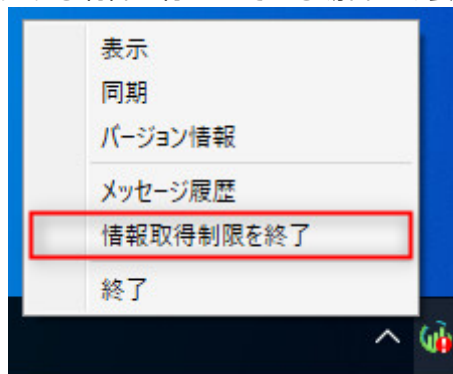 表示
同期
バージョン情報
メッセージ履歴
情報取得制限を終了
終了